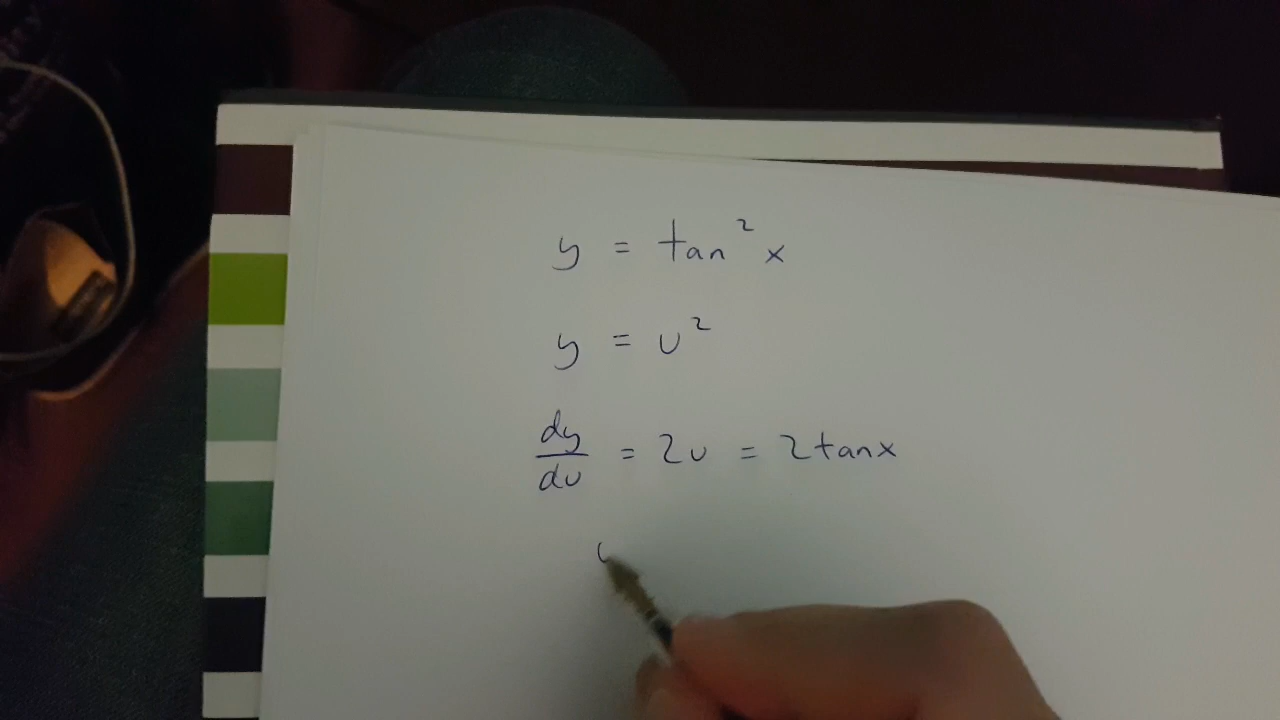 y = tan² x
y = u²
dy/du = 2u = 2tanx